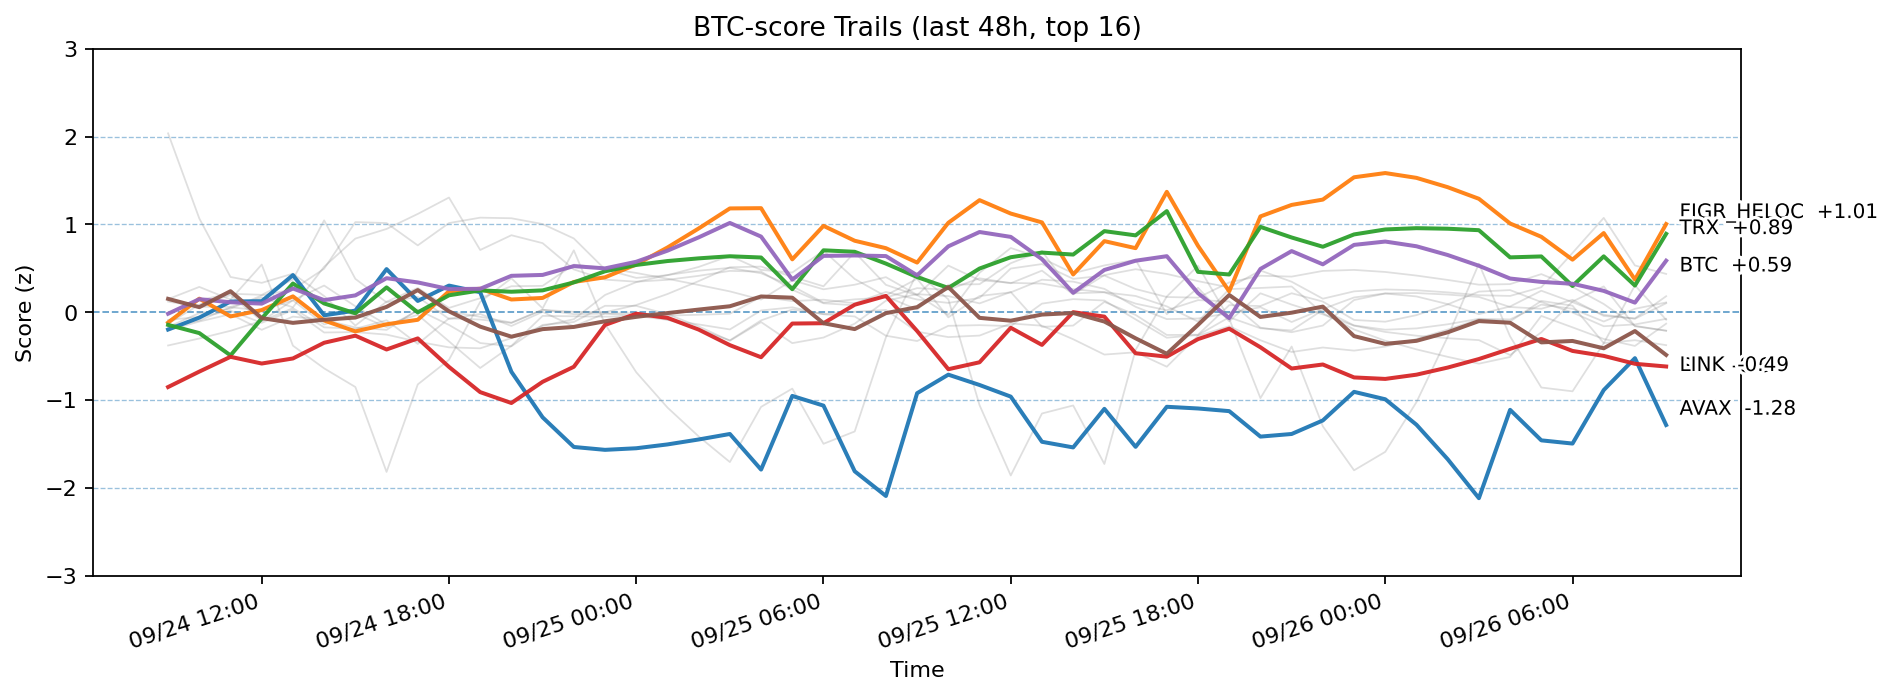 BTC-score Trails (last 48h, top 16)
Score (z)
3
2
1
0
−1
−2
−3
FIGR_HELOC +1.01
TRX +0.89
BTC +0.59
LINK -0.49
AVAX -1.28
09/24 12:00
09/24 18:00
09/25 00:00
09/25 06:00
09/25 12:00
09/25 18:00
09/26 00:00
09/26 06:00
Time